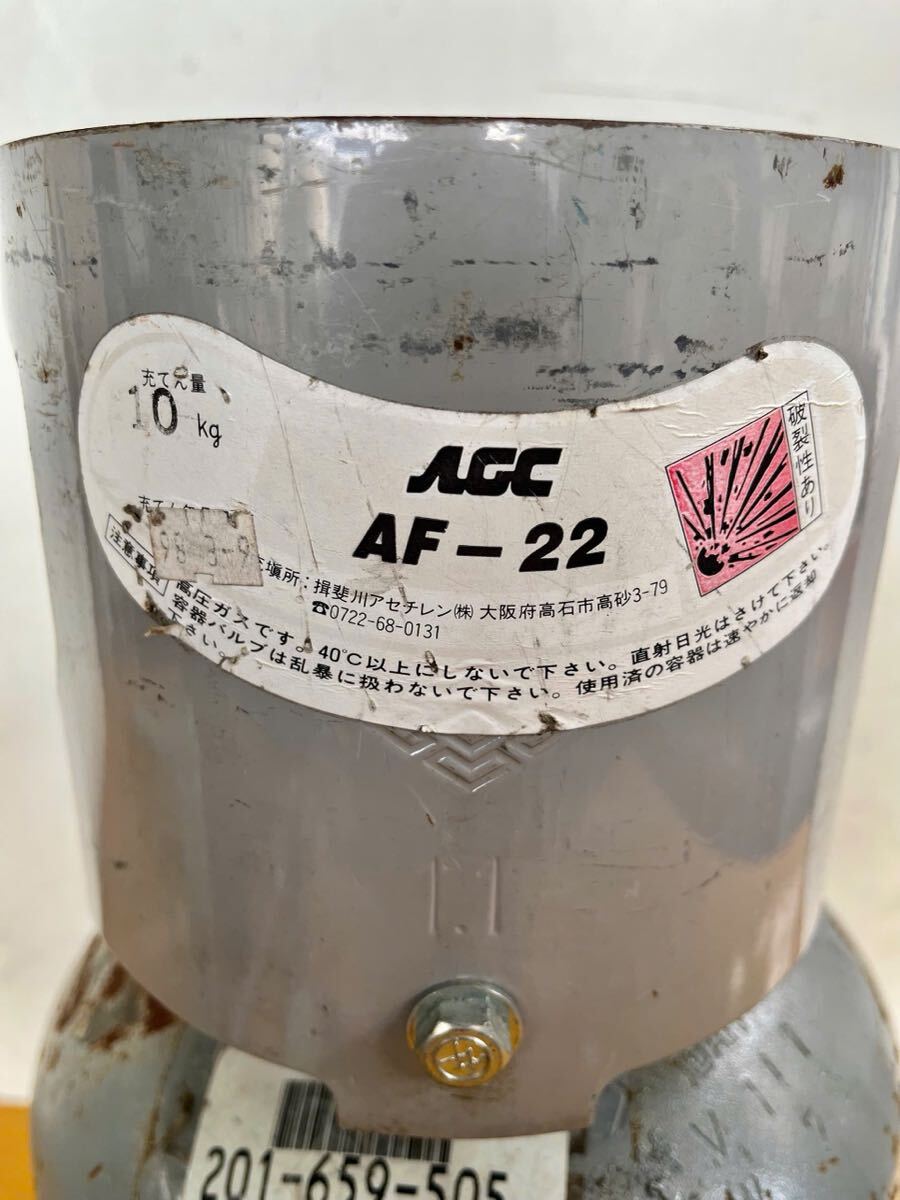 充てん量
10 kg
AGC
AF-22
破裂性あり
98-3-9
充填所：揖斐川アセチレン㈱ 大阪府高石市高砂3-79
☎0722-68-0131
注意事項
高圧ガスです。40℃以上にしないで下さい。直射日光はさけて下さい。
容器バルブは乱暴に扱わないで下さい。使用済の容器は速やかに返却
下さい。
1.1
201-659-505